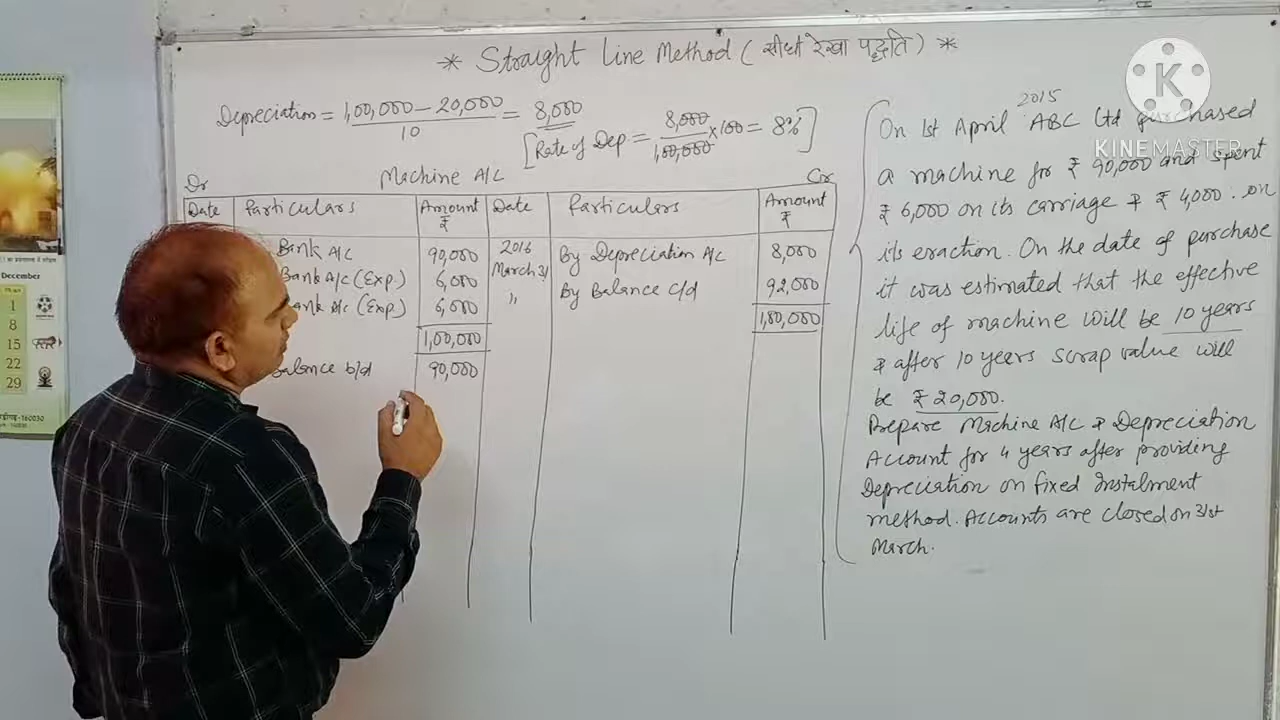 * Straight Line Method (सीधी रेखा पद्धति) *
Depreciation = 1,00,000 - 20,000 / 10 = 8,000
[Rate of Dep = 8,000 / 1,00,000 × 100 = 8%]
Dr Machine A/C Cr
Date Particulars Amount ₹ Date Particulars Amount ₹
Bank A/C 90,000 2016 By Depreciation A/C 8,000
Bank A/C (Exp.) 6,000 March 31 By Balance c/d 92,000
Bank A/C (Exp.) 6,000 "
1,00,000 1,00,000
Balance b/d 90,000
On 1st April 2015 ABC Ltd purchased
a machine for ₹ 90,000 and spent
₹ 6,000 on its carriage & ₹ 4,000 on
its eraction. On the date of purchase
it was estimated that the effective
life of machine will be 10 years
& after 10 years scrap value will
be ₹ 20,000.
Prepare Machine A/C & Depreciation
Account for 4 years after providing
Depreciation on fixed instalment
method. Accounts are closed on 31st
March.
K
KINEMASTER
December
1
8
15
22
29
-160030